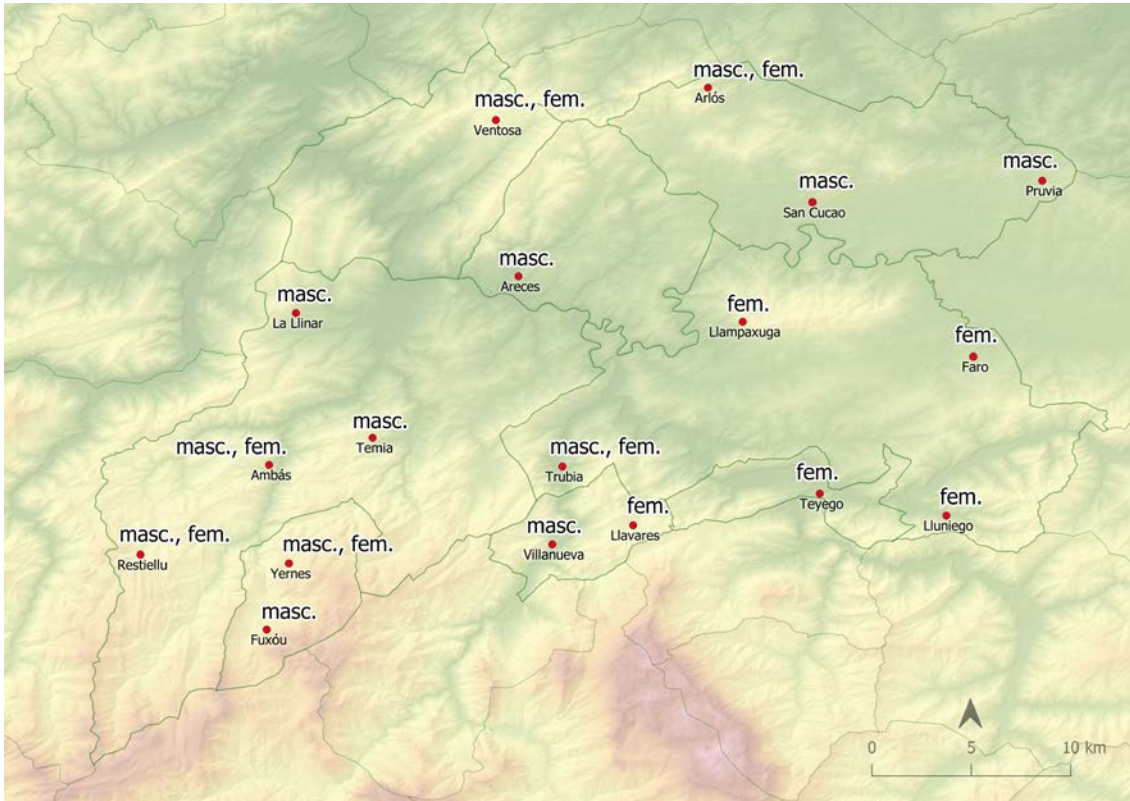 masc., fem.
Arlós
masc., fem.
Ventosa
masc.
Pruvia
masc.
San Cucao
masc.
Areces
masc.
La Llinar
fem.
Llampaxuga
fem.
Faro
masc.
Temia
masc., fem.
Ambás
masc., fem.
Trubia
fem.
Teyego
fem.
Lluniego
fem.
Llavares
masc.
Villanueva
masc., fem.
Restiellu
masc., fem.
Yernes
masc.
Fuxóu
0 5 10 km